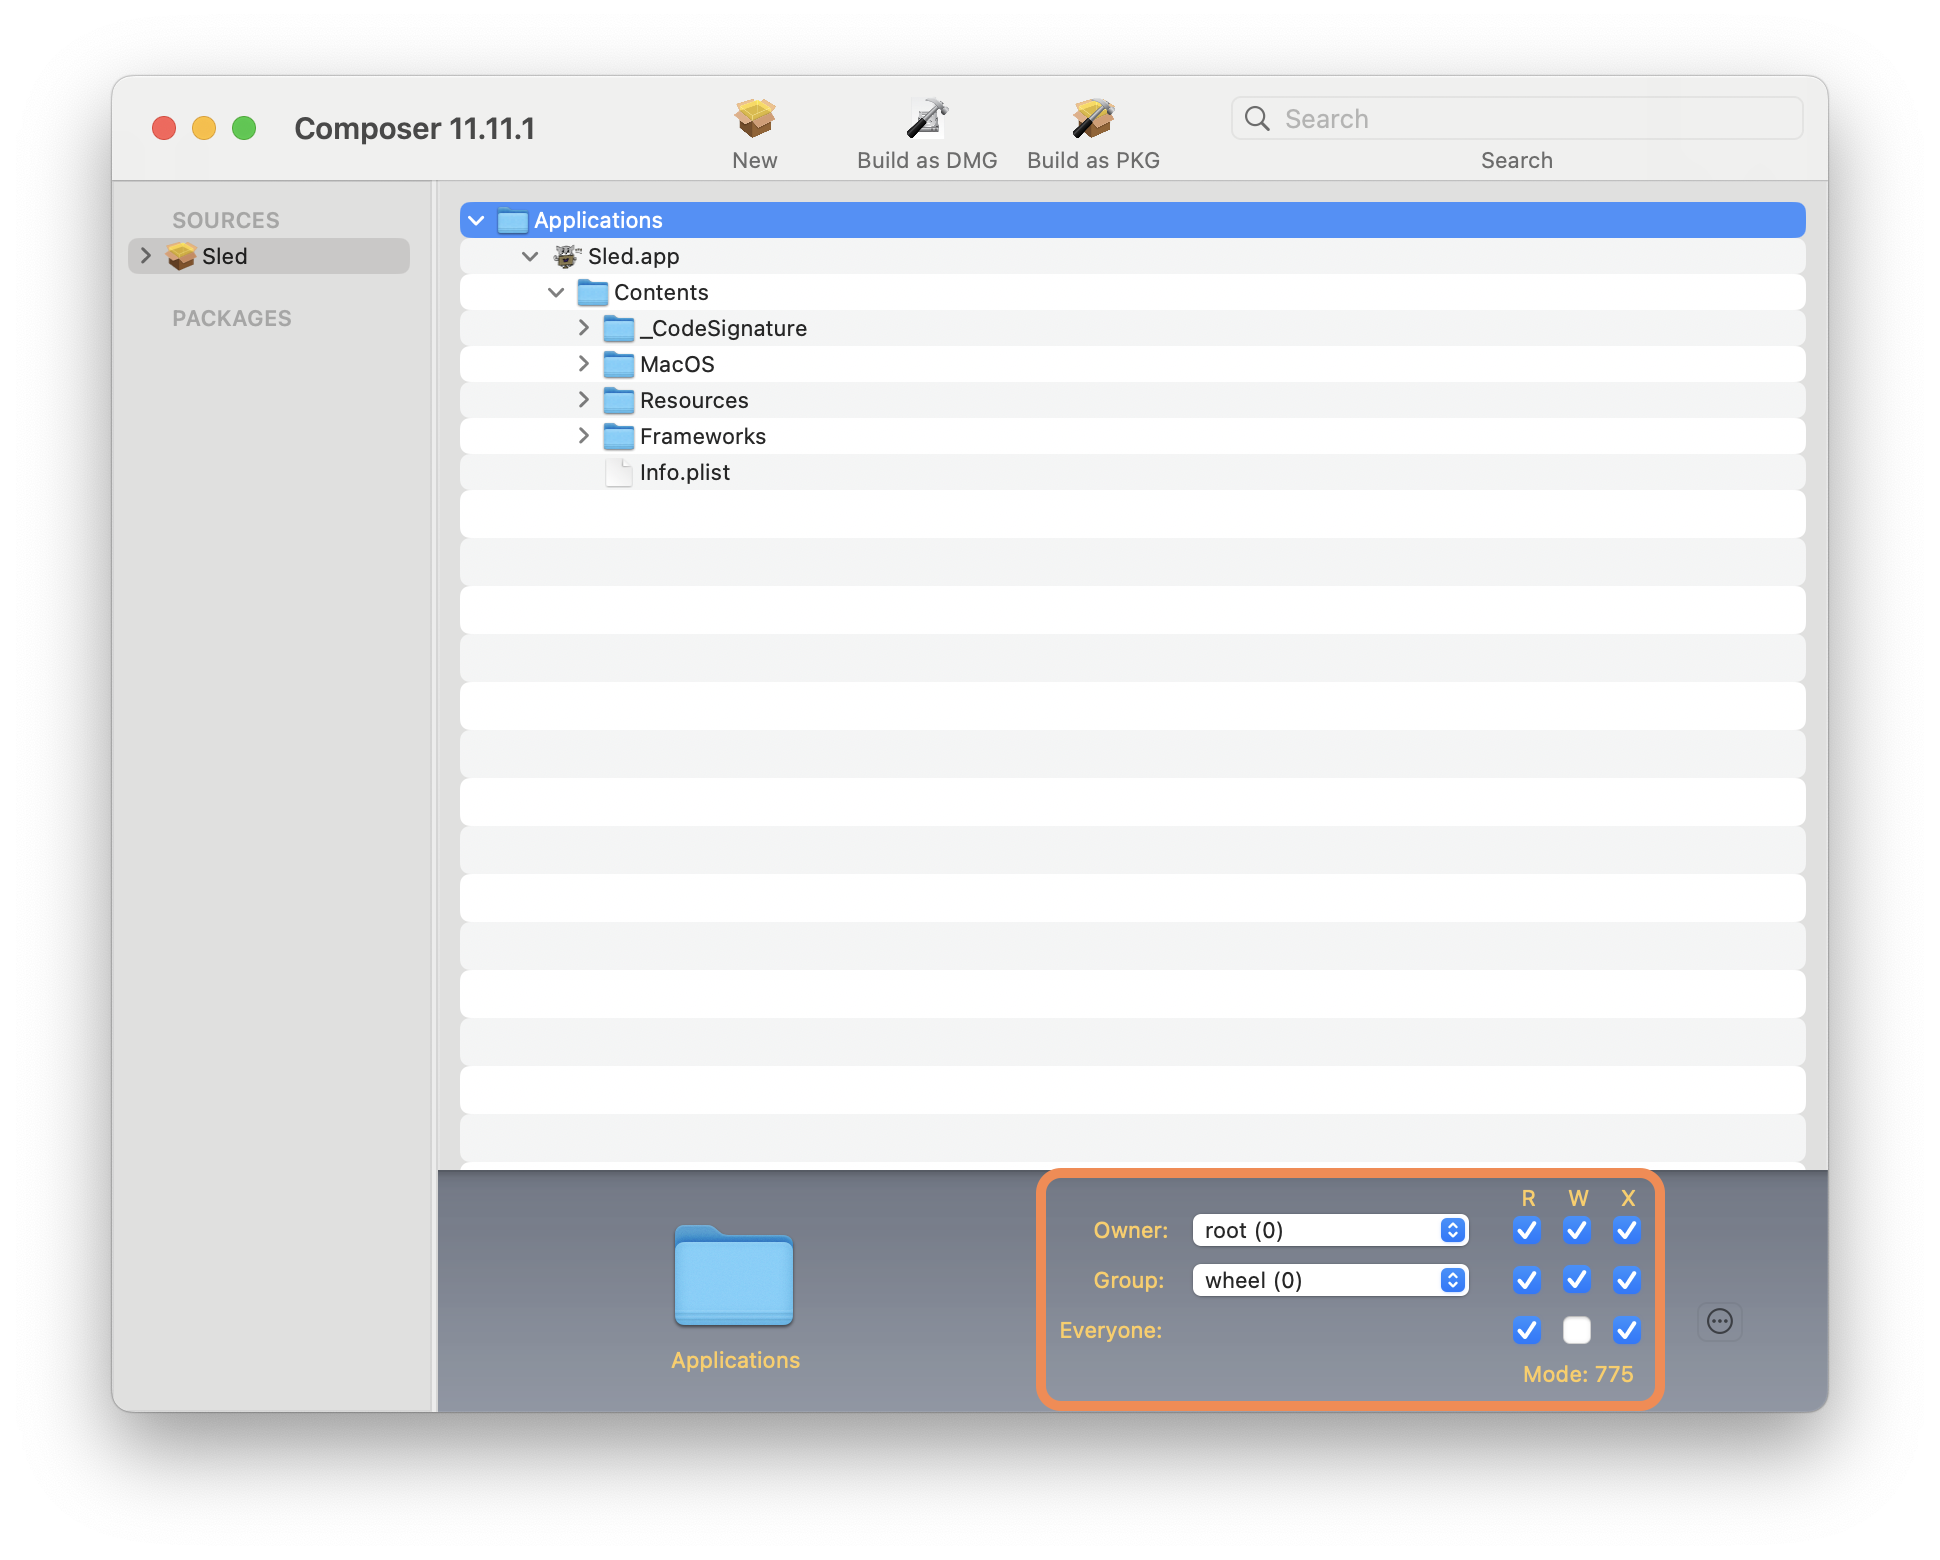 Composer 11.11.1
New
Build as DMG
Build as PKG
Search
Search
SOURCES
Sled
PACKAGES
Applications
Sled.app
Contents
_CodeSignature
MacOS
Resources
Frameworks
Info.plist
Applications
R W X
Owner: root (0)
Group: wheel (0)
Everyone:
Mode: 775